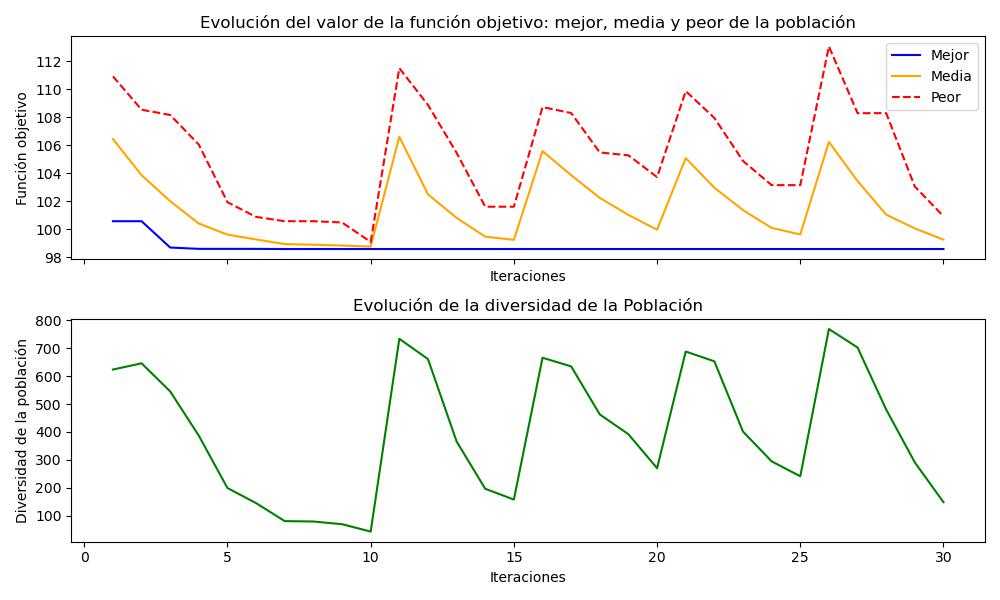 Evolución del valor de la función objetivo: mejor, media y peor de la población
Función objetivo
112
110
108
106
104
102
100
98
Mejor
Media
Peor
Iteraciones
Evolución de la diversidad de la Población
Diversidad de la población
800
700
600
500
400
300
200
100
0 5 10 15 20 25 30
Iteraciones